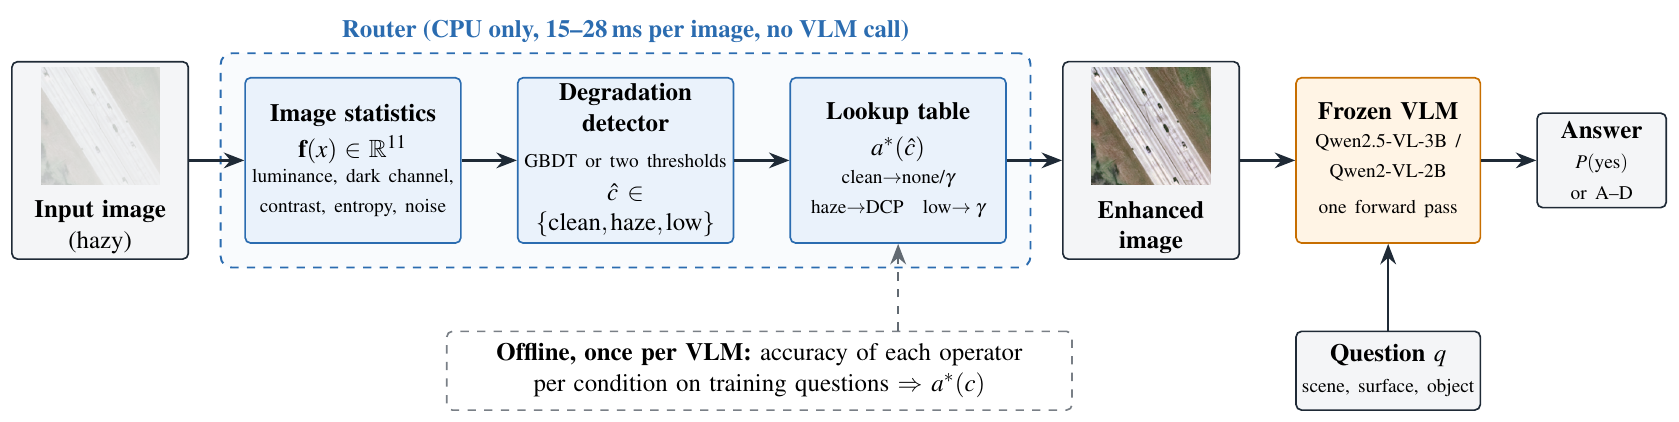 Router (CPU only, 15–28 ms per image, no VLM call)
Input image
(hazy)
Image statistics
f(x) ∈ ℝ¹¹
luminance, dark channel,
contrast, entropy, noise
Degradation
detector
GBDT or two thresholds
ĉ ∈
{clean, haze, low}
Lookup table
a*(ĉ)
clean→none/γ
haze→DCP low→ γ
Enhanced
image
Frozen VLM
Qwen2.5-VL-3B /
Qwen2-VL-2B
one forward pass
Answer
P(yes)
or A–D
Offline, once per VLM: accuracy of each operator
per condition on training questions ⇒ a*(c)
Question q
scene, surface, object